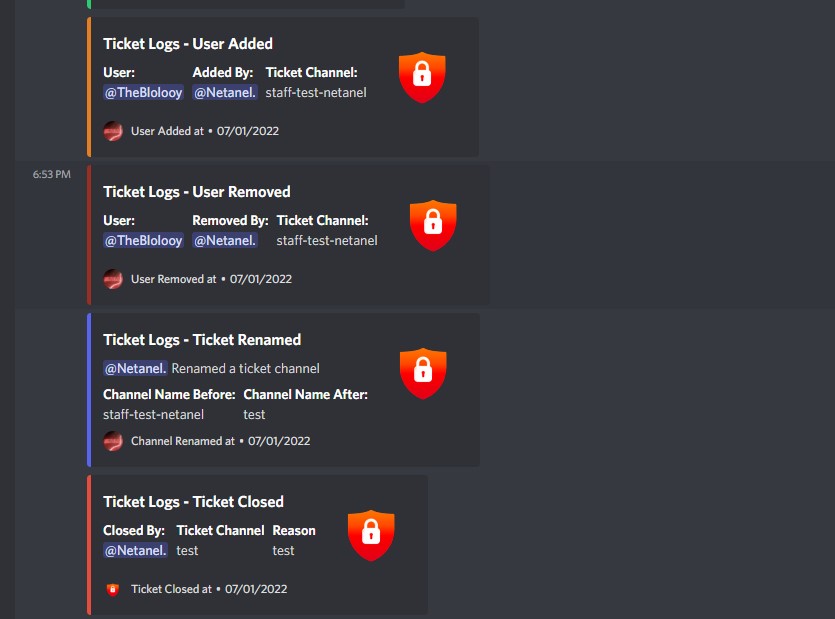 Ticket Logs - User Added
User: Added By: Ticket Channel:
@TheBlolooy @Netanel. staff-test-netanel
User Added at • 07/01/2022
6:53 PM
Ticket Logs - User Removed
User: Removed By: Ticket Channel:
@TheBlolooy @Netanel. staff-test-netanel
User Removed at • 07/01/2022
Ticket Logs - Ticket Renamed
@Netanel. Renamed a ticket channel
Channel Name Before: Channel Name After:
staff-test-netanel test
Channel Renamed at • 07/01/2022
Ticket Logs - Ticket Closed
Closed By: Ticket Channel Reason
@Netanel. test test
Ticket Closed at • 07/01/2022